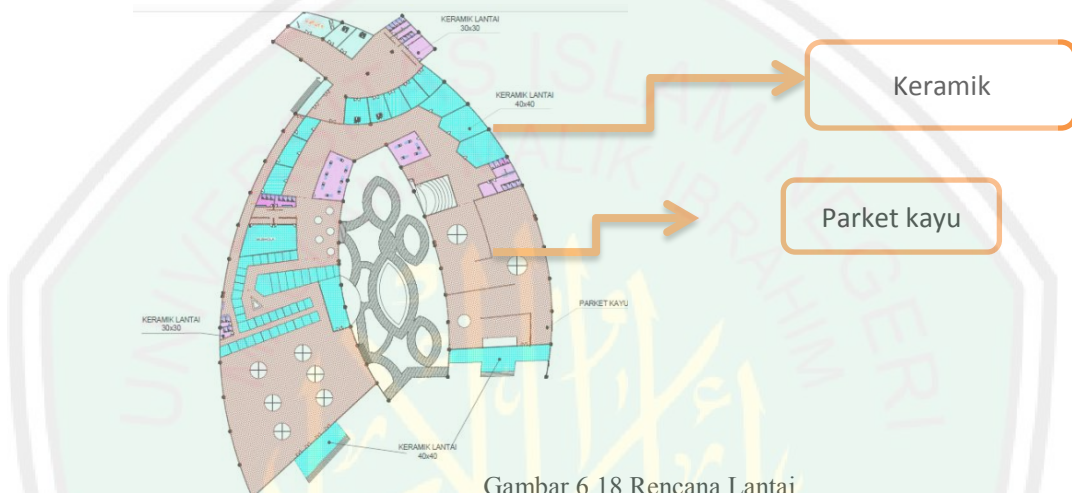 KERAMIK LANTAI
30x30
KERAMIK LANTAI
40x40
Keramik
Parket kayu
PARKET KAYU
KERAMIK LANTAI
30x30
KERAMIK LANTAI
40x40
Gambar 6.18 Rencana Lantai